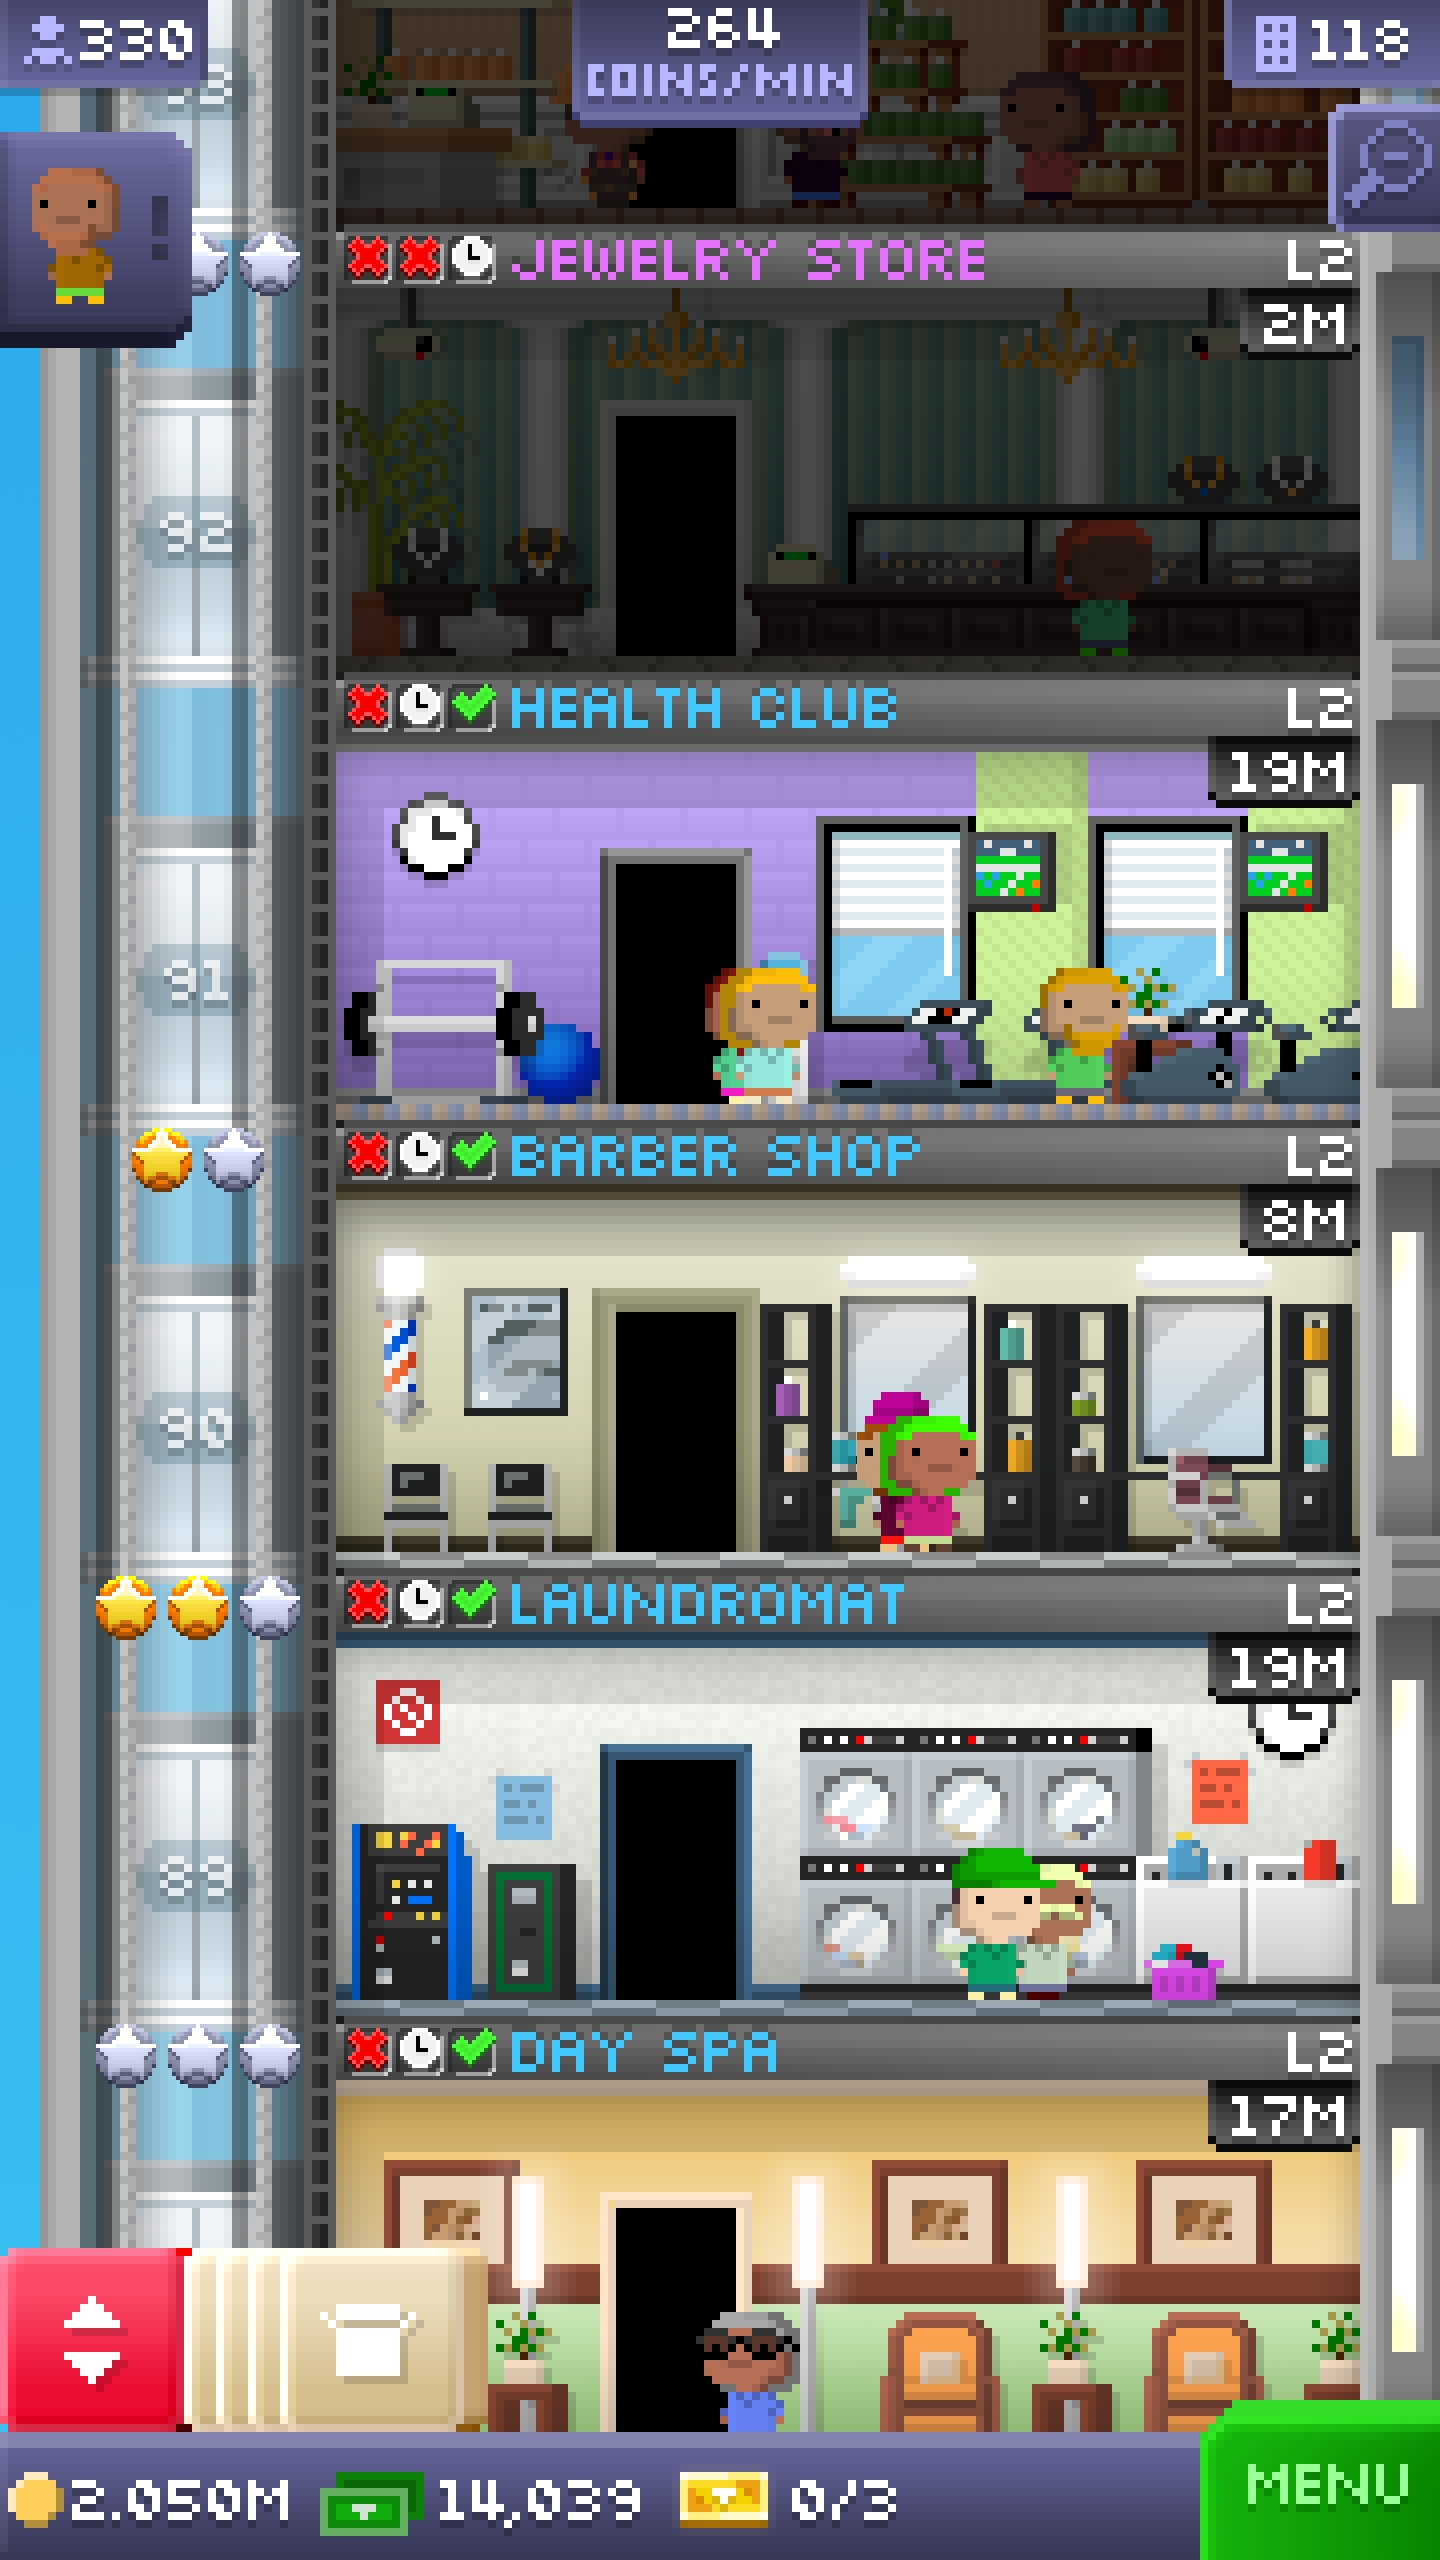 330
264
COINS/MIN
118
93
JEWELRY STORE L2
2M
92
HEALTH CLUB L2
19M
91
BARBER SHOP L2
8M
90
LAUNDROMAT L2
19M
89
DAY SPA L2
17M
2.050M 14,039 0/3
MENU